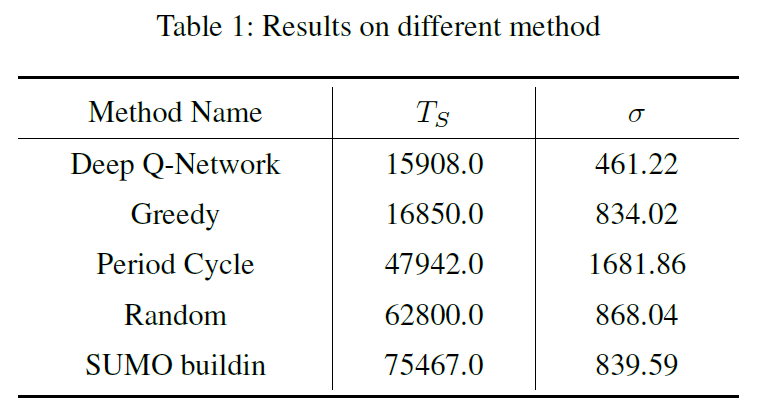 Table 1: Results on different method
Method Name T_S σ
Deep Q-Network 15908.0 461.22
Greedy 16850.0 834.02
Period Cycle 47942.0 1681.86
Random 62800.0 868.04
SUMO buildin 75467.0 839.59